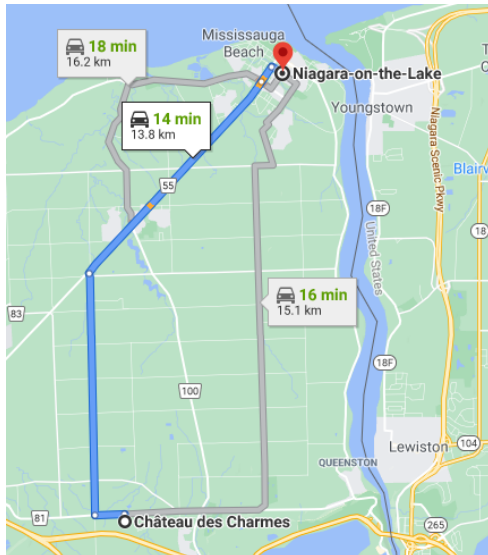 Mississauga
Beach
18 min
16.2 km
Niagara-on-the-Lake
14 min
13.8 km
Youngstown
Niagara Scenic Pkwy
55
18F
United States
18
16 min
15.1 km
83
18F
100
Lewiston
104
QUEENSTON
81
Château des Charmes
265